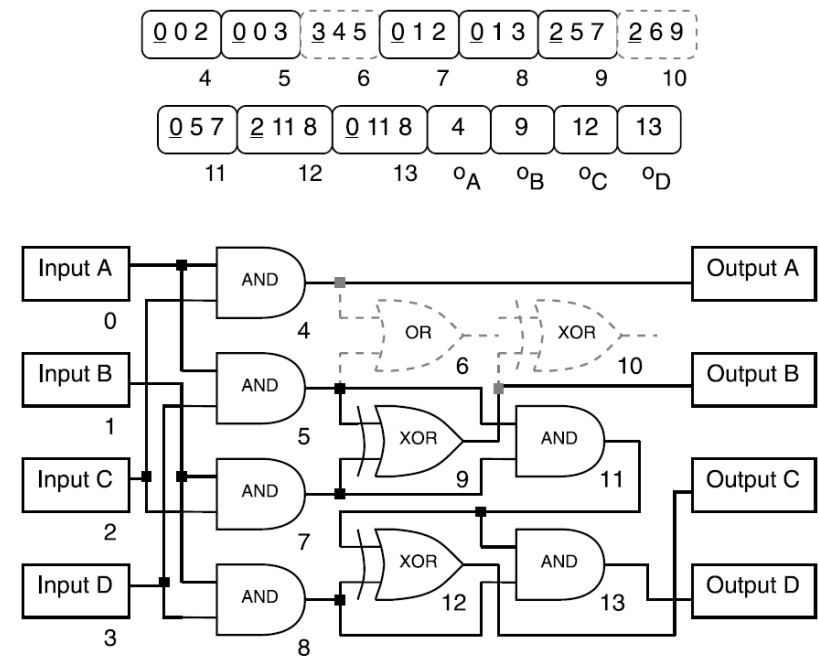 0 0 2 0 0 3 3 4 5 0 1 2 0 1 3 2 5 7 2 6 9
4 5 6 7 8 9 10
0 5 7 2 11 8 0 11 8 4 9 12 13
11 12 13 oA oB oC oD
Input A AND Output A
0 4
OR XOR
Input B AND 6 10 Output B
1 5
XOR AND
Input C AND 9 11 Output C
2 7
XOR AND
Input D AND 12 13 Output D
3 8